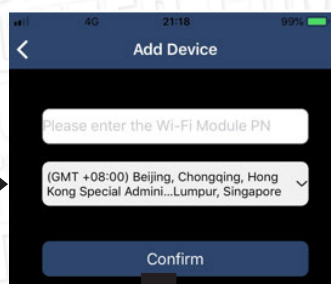 4G 21:18 99%
Add Device
Please enter the Wi-Fi Module PN
(GMT +08:00) Beijing, Chongqing, Hong
Kong Special Admini...Lumpur, Singapore
Confirm